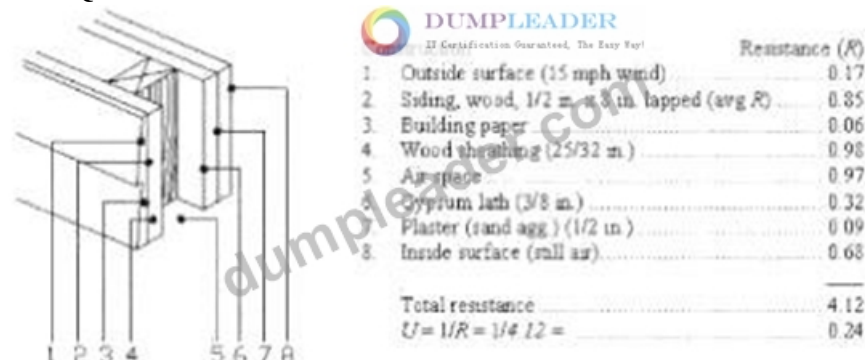 DUMPLEADER
IT Certification Guaranteed, The Easy Way!
Construction Resistance (R)
1. Outside surface (15 mph wind) 0.17
2. Siding, wood, 1/2 in. x 8 in. lapped (avg R) 0.85
3. Building paper 0.06
4. Wood sheathing (25/32 in.) 0.98
5. Air space 0.97
6. Gypsum lath (3/8 in.) 0.32
7. Plaster (sand agg.) (1/2 in.) 0.09
8. Inside surface (still air) 0.68
Total resistance 4.12
U = 1/R = 1/4.12 = 0.24
1 2 3 4 5 6 7 8
dumpleader.com